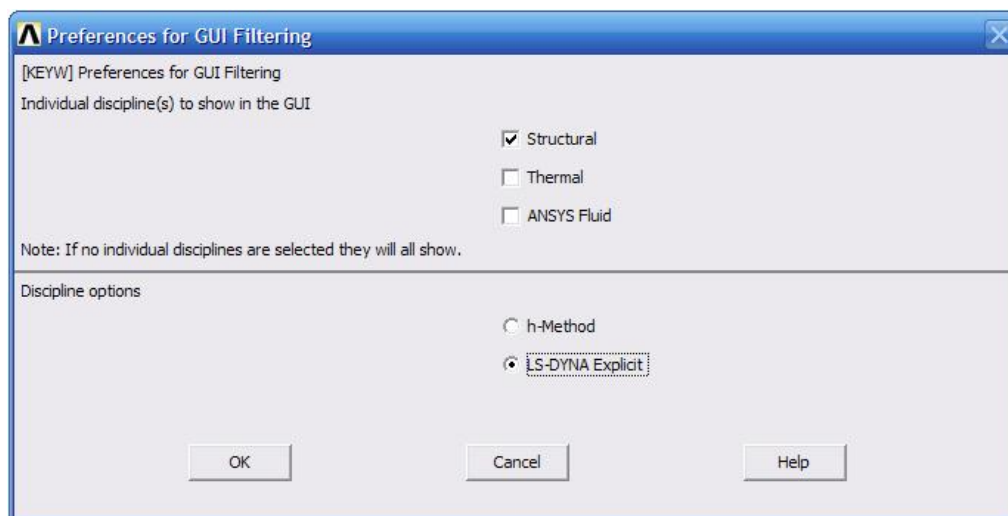 Preferences for GUI Filtering
[KEYW] Preferences for GUI Filtering
Individual discipline(s) to show in the GUI
Structural
Thermal
ANSYS Fluid
Note: If no individual disciplines are selected they will all show.
Discipline options
h-Method
LS-DYNA Explicit
OK Cancel Help